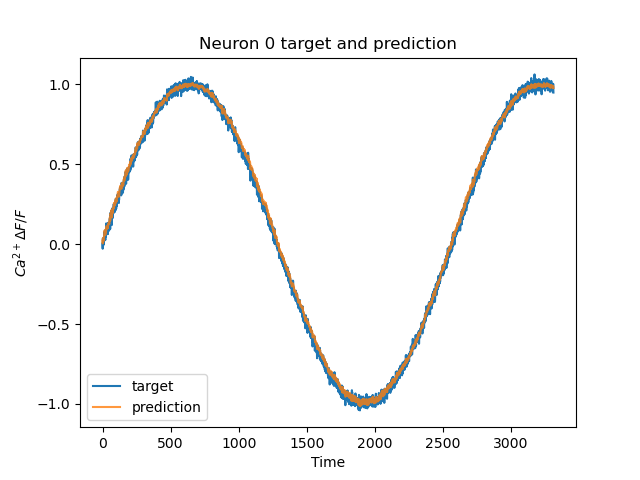 Neuron 0 target and prediction
1.0
0.5
0.0
−0.5
−1.0
Ca²⁺ ΔF/F
target
prediction
0 500 1000 1500 2000 2500 3000
Time